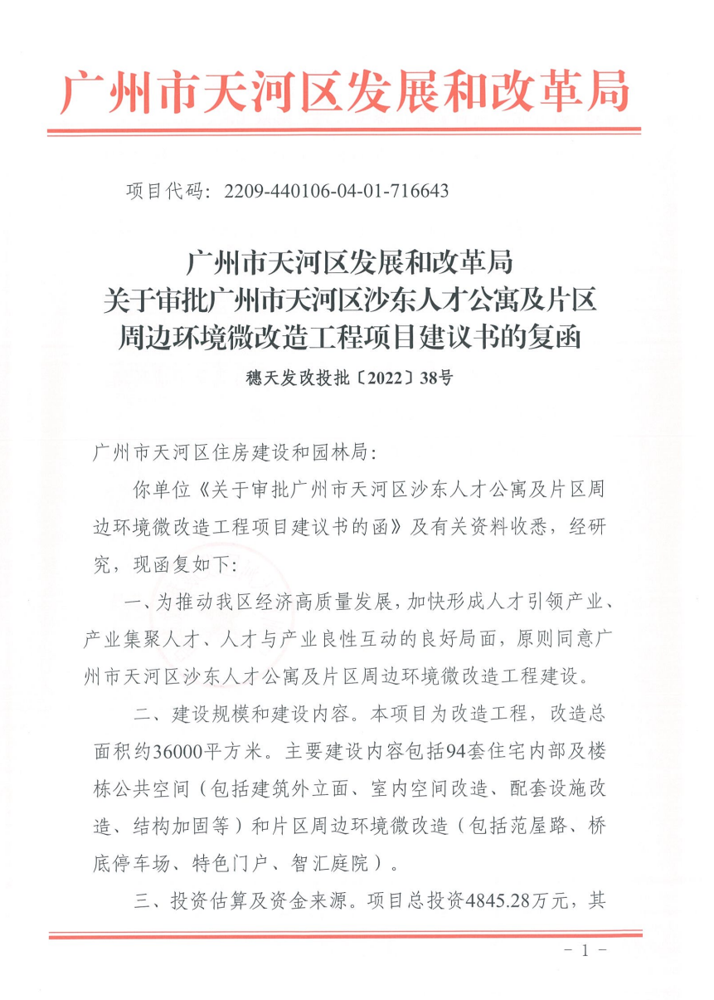 广州市天河区发展和改革局
项目代码：2209-440106-04-01-716643
广州市天河区发展和改革局
关于审批广州市天河区沙东人才公寓及片区
周边环境微改造工程项目建议书的复函
穗天发改投批〔2022〕38号
广州市天河区住房建设和园林局：
你单位《关于审批广州市天河区沙东人才公寓及片区周
边环境微改造工程项目建议书的函》及有关资料收悉，经研
究，现函复如下：
一、为推动我区经济高质量发展，加快形成人才引领产业、
产业集聚人才、人才与产业良性互动的良好局面，原则同意广
州市天河区沙东人才公寓及片区周边环境微改造工程建设。
二、建设规模和建设内容。本项目为改造工程，改造总
面积约36000平方米。主要建设内容包括94套住宅内部及楼
栋公共空间（包括建筑外立面、室内空间改造、配套设施改
造、结构加固等）和片区周边环境微改造（包括范屋路、桥
底停车场、特色门户、智汇庭院）。
三、投资估算及资金来源。项目总投资4845.28万元，其
- 1 -